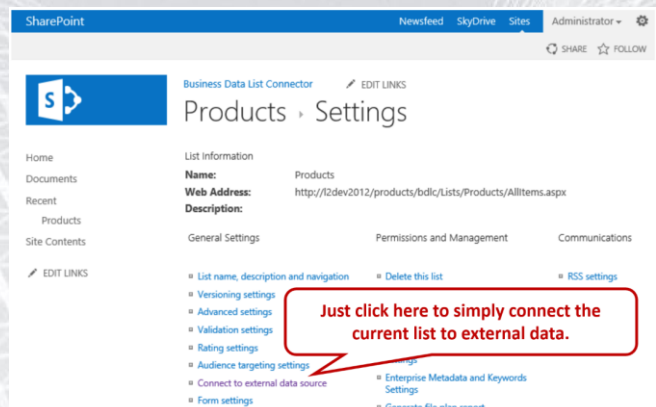 SharePoint
Newsfeed SkyDrive Sites Administrator
SHARE FOLLOW
S
Business Data List Connector EDIT LINKS
Products Settings
Home
Documents
Recent
Products
Site Contents
EDIT LINKS
List Information
Name: Products
Web Address: http://l2dev2012/products/bdlc/Lists/Products/AllItems.aspx
Description:
General Settings
List name, description and navigation
Versioning settings
Advanced settings
Validation settings
Rating settings
Audience targeting settings
Connect to external data source
Form settings
Permissions and Management
Delete this list
Enterprise Metadata and Keywords
Settings
Generate file plan report
Communications
RSS settings
Just click here to simply connect the
current list to external data.